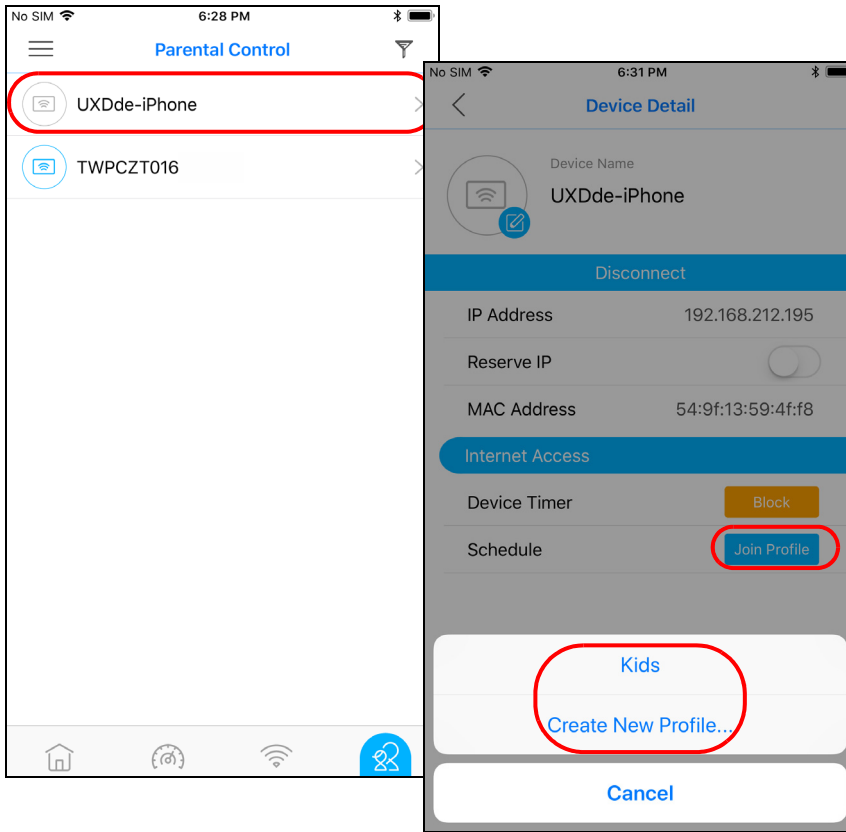 No SIM 6:28 PM
Parental Control
UXDde-iPhone
TWPCZT016
No SIM 6:31 PM
Device Detail
Device Name
UXDde-iPhone
Disconnect
IP Address 192.168.212.195
Reserve IP
MAC Address 54:9f:13:59:4f:f8
Internet Access
Device Timer Block
Schedule Join Profile
Kids
Create New Profile...
Cancel